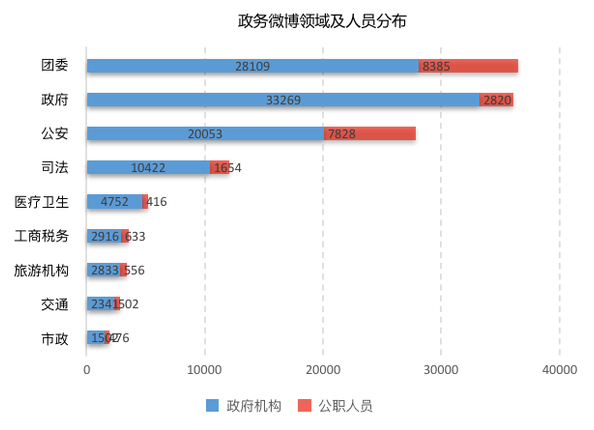 政务微博领域及人员分布
团委 28109 8385
政府 33269 2820
公安 20053 7828
司法 10422 1654
医疗卫生 4752 416
工商税务 2916 633
旅游机构 2833 556
交通 2341 502
市政 1502 476
0 10000 20000 30000 40000
政府机构 公职人员